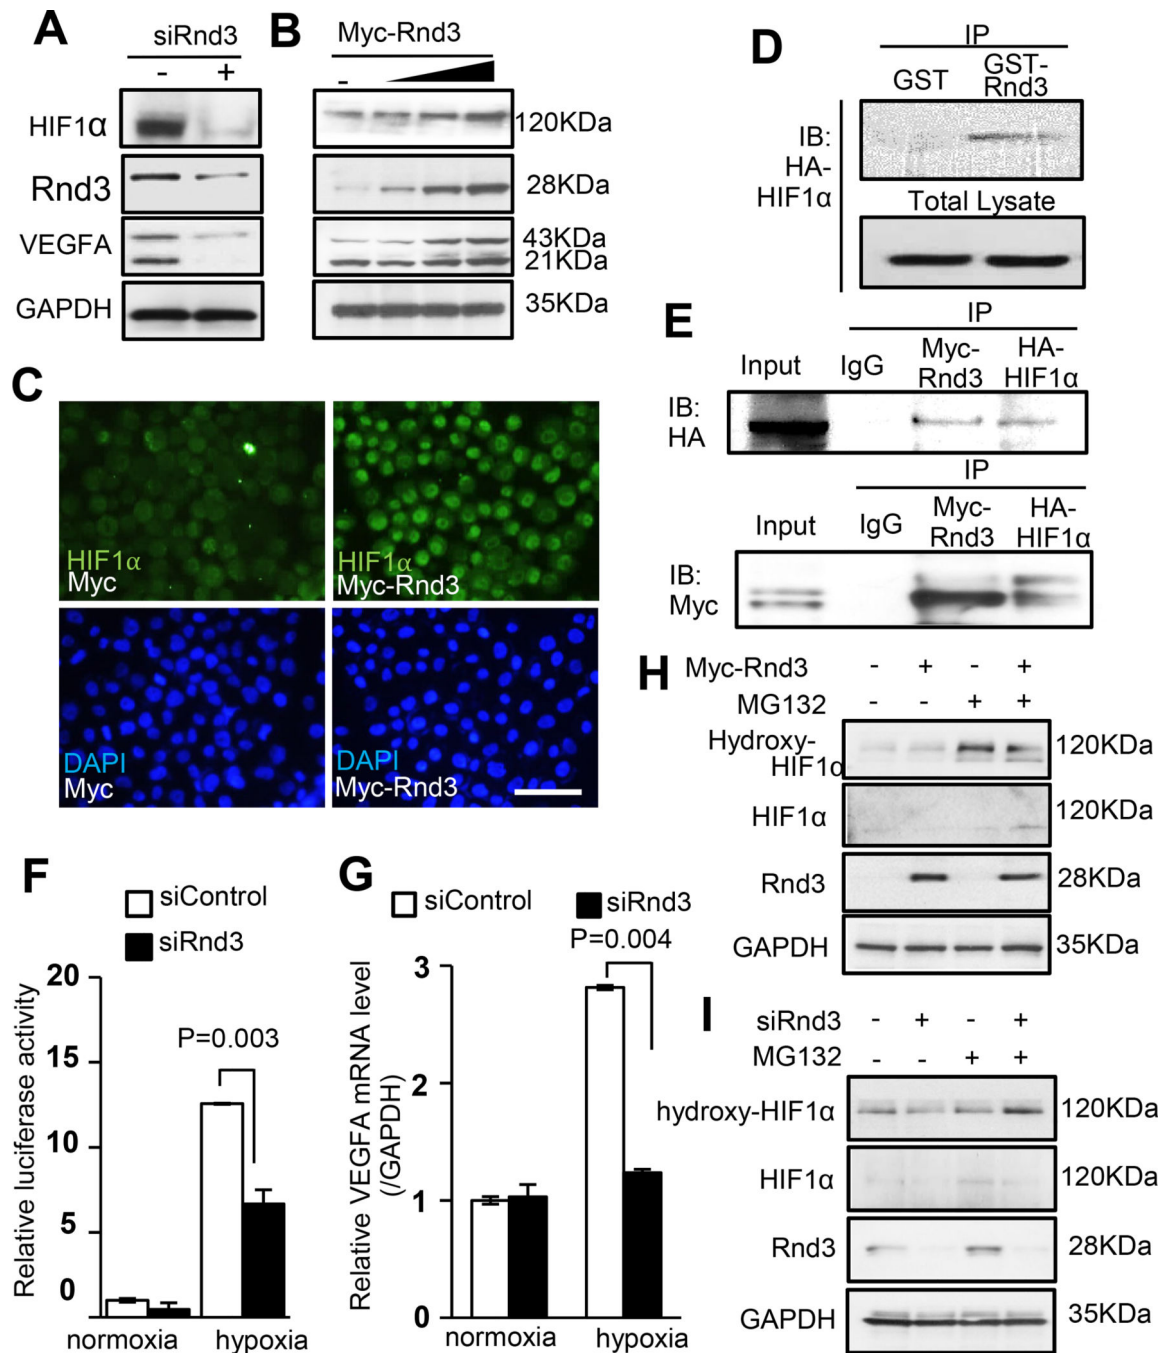 A
siRnd3
- +
HIF1α
Rnd3
VEGFA
GAPDH
B
Myc-Rnd3
-
120KDa
28KDa
43KDa
21KDa
35KDa
C
HIF1α
Myc
HIF1α
Myc-Rnd3
DAPI
Myc
DAPI
Myc-Rnd3
D
IP
GST
GST-
Rnd3
IB:
HA-
HIF1α
Total Lysate
E
IP
Input IgG Myc-
Rnd3 HA-
HIF1α
IB:
HA
IP
Input IgG Myc-
Rnd3 HA-
HIF1α
IB:
Myc
F
siControl
siRnd3
P=0.003
Relative luciferase activity
20
15
10
5
0
normoxia hypoxia
G
siControl siRnd3
P=0.004
Relative VEGFA mRNA level
(/GAPDH)
3
2
1
0
normoxia hypoxia
H
Myc-Rnd3 - + - +
MG132 - - + +
Hydroxy-
HIF1α 120KDa
HIF1α 120KDa
Rnd3 28KDa
GAPDH 35KDa
I
siRnd3 - + - +
MG132 - - + +
hydroxy-HIF1α 120KDa
HIF1α 120KDa
Rnd3 28KDa
GAPDH 35KDa